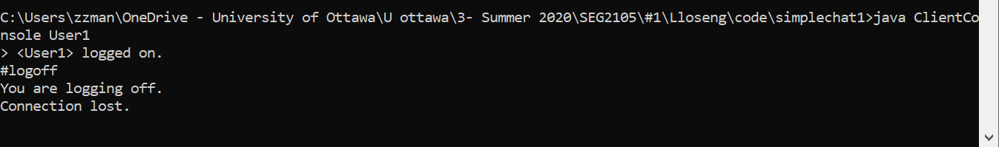 C:\Users\zzman\OneDrive - University of Ottawa\U ottawa\3- Summer 2020\SEG2105\#1\Lloseng\code\simplechat1>java ClientCo
nsole User1
> <User1> logged on.
#logoff
You are logging off.
Connection lost.